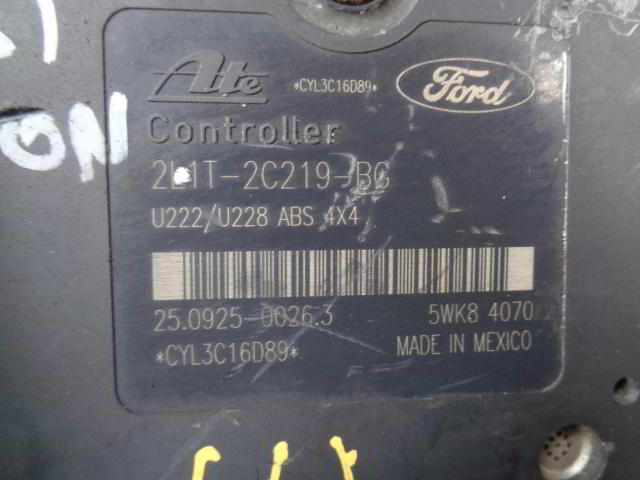 ON
Ate *CYL3C16D89* Ford
Controller
2L1T-2C219-BG
U222/U228 ABS 4X4
25.0925-0026.3 5WK8 4070
*CYL3C16D89* MADE IN MEXICO